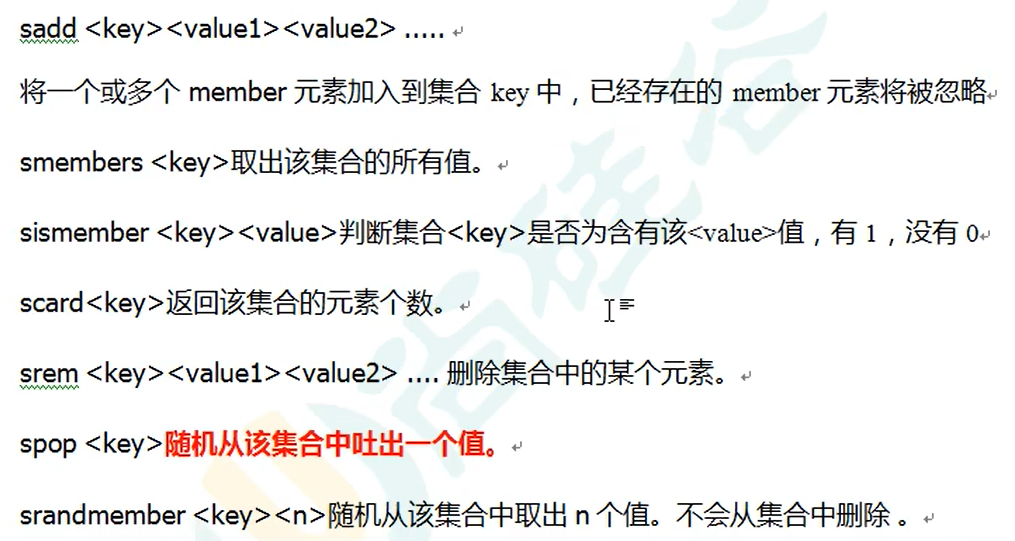 sadd <key><value1><value2> .....
将一个或多个 member 元素加入到集合 key 中，已经存在的 member 元素将被忽略
smembers <key>取出该集合的所有值。
sismember <key><value>判断集合<key>是否为含有该<value>值，有 1，没有 0
scard<key>返回该集合的元素个数。
srem <key><value1><value2> .... 删除集合中的某个元素。
spop <key>随机从该集合中吐出一个值。
srandmember <key><n>随机从该集合中取出 n 个值。不会从集合中删除 。
尚硅谷